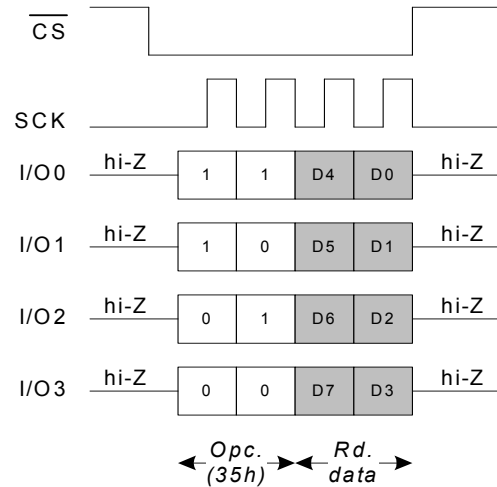 CS
SCK
I/O0 hi-Z 1 1 D4 D0 hi-Z
I/O1 hi-Z 1 0 D5 D1 hi-Z
I/O2 hi-Z 0 1 D6 D2 hi-Z
I/O3 hi-Z 0 0 D7 D3 hi-Z
Opc. Rd.
(35h) data